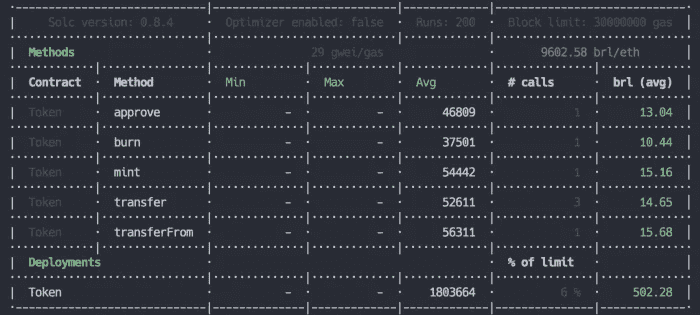 Solc version: 0.8.4 Optimizer enabled: false Runs: 200 Block limit: 30000000 gas
Methods 29 gwei/gas 9602.58 brl/eth
Contract Method Min Max Avg # calls brl (avg)
Token approve - - 46809 1 13.04
Token burn - - 37501 1 10.44
Token mint - - 54442 1 15.16
Token transfer - - 52611 3 14.65
Token transferFrom - - 56311 1 15.68
Deployments % of limit
Token - - 1803664 6 % 502.28